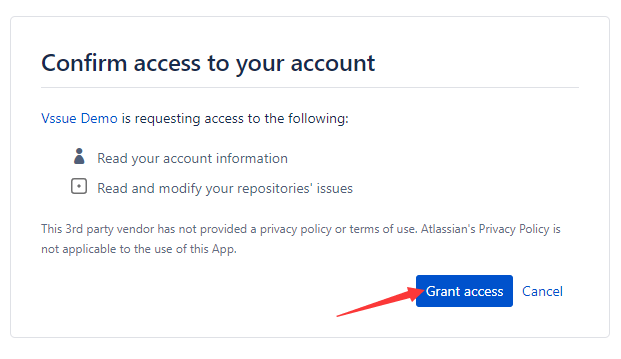 Confirm access to your account
Vssue Demo is requesting access to the following:
Read your account information
Read and modify your repositories' issues
This 3rd party vendor has not provided a privacy policy or terms of use. Atlassian's Privacy Policy is
not applicable to the use of this App.
Grant access Cancel